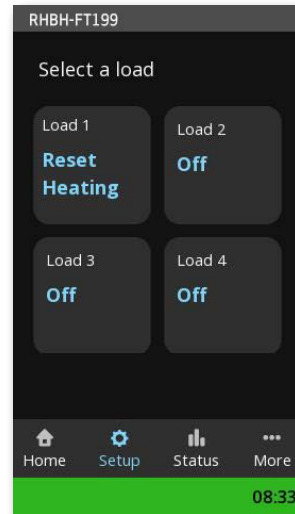 RHBH-FT199
Select a load
Load 1
Reset
Heating
Load 2
Off
Load 3
Off
Load 4
Off
Home Setup Status More
08:33